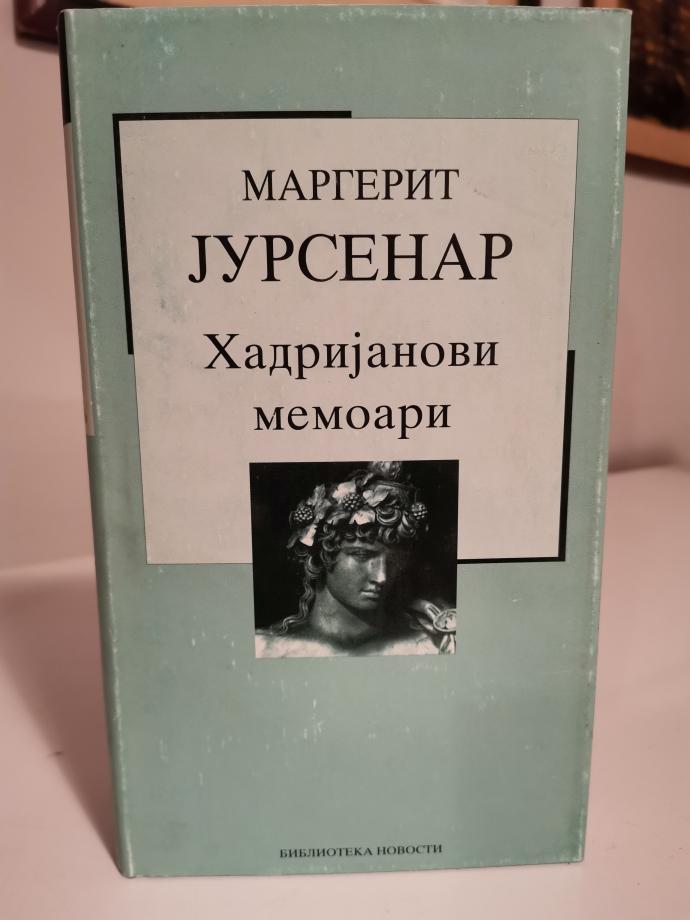 МАРГЕРИТ
ЈУРСЕНАР
Хадријанови
мемоари
БИБЛИОТЕКА НОВОСТИ